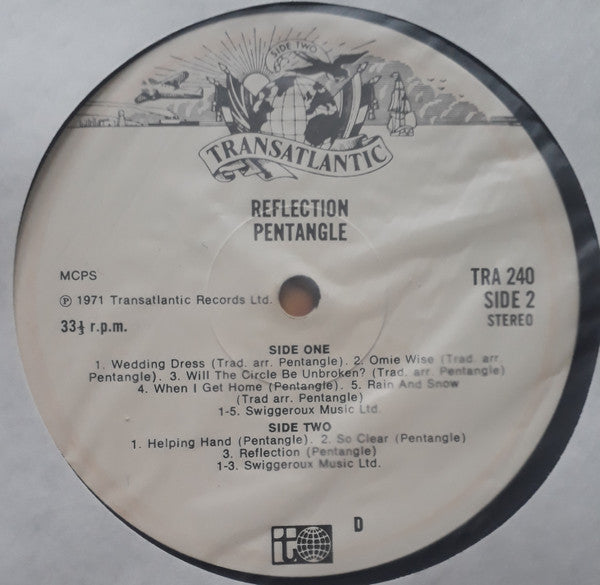 SIDE TWO
TRANSATLANTIC
REFLECTION
PENTANGLE
MCPS
Ⓟ 1971 Transatlantic Records Ltd.
33⅓ r.p.m.
TRA 240
SIDE 2
STEREO
SIDE ONE
1. Wedding Dress (Trad. arr. Pentangle). 2. Omie Wise (Trad. arr.
Pentangle). 3. Will The Circle Be Unbroken? (Trad. arr. Pentangle)
4. When I Get Home (Pentangle). 5. Rain And Snow
(Trad arr. Pentangle)
1-5. Swiggeroux Music Ltd.
SIDE TWO
1. Helping Hand (Pentangle). 2. So Clear (Pentangle)
3. Reflection (Pentangle)
1-3. Swiggeroux Music Ltd.
it
D